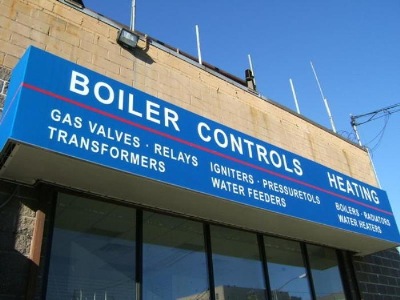 BOILER CONTROLS HEATING
GAS VALVES · RELAYS
TRANSFORMERS
IGNITERS · PRESSURETOLS
WATER FEEDERS
BOILERS · RADIATORS
WATER HEATERS